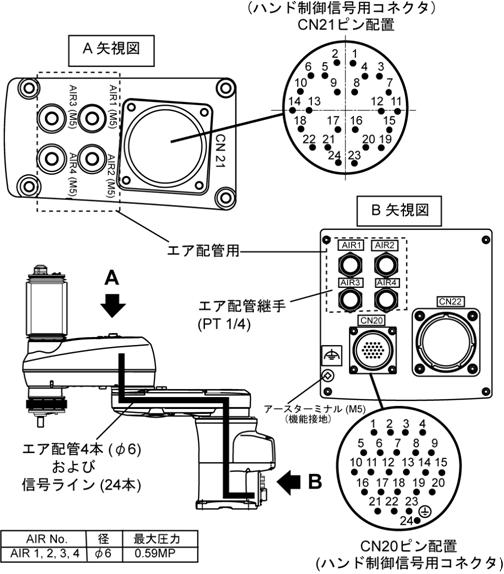 A 矢視図
AIR3 (M5)
AIR1 (M5)
AIR4 (M5)
AIR2 (M5)
CN 21
(ハンド制御信号用コネクタ)
CN21ピン配置
2 1
6 5 4 3
10 9 8 7
14 13 12 11
18 17 16 15
22 21 20 19
24 23
エア配管用
B 矢視図
AIR1 AIR2
AIR3 AIR4
CN20
CN22
エア配管継手
(PT 1/4)
アースターミナル (M5)
(機能接地)
A
B
エア配管4本 (φ6)
および
信号ライン (24本)
1 2 3 4
5 6 7 8 9
10 11 12 13 14 15
16 17 18 19 20
21 22 23
24
CN20ピン配置
(ハンド制御信号用コネクタ)
AIR No. 径 最大圧力
AIR 1, 2, 3, 4 φ6 0.59MP